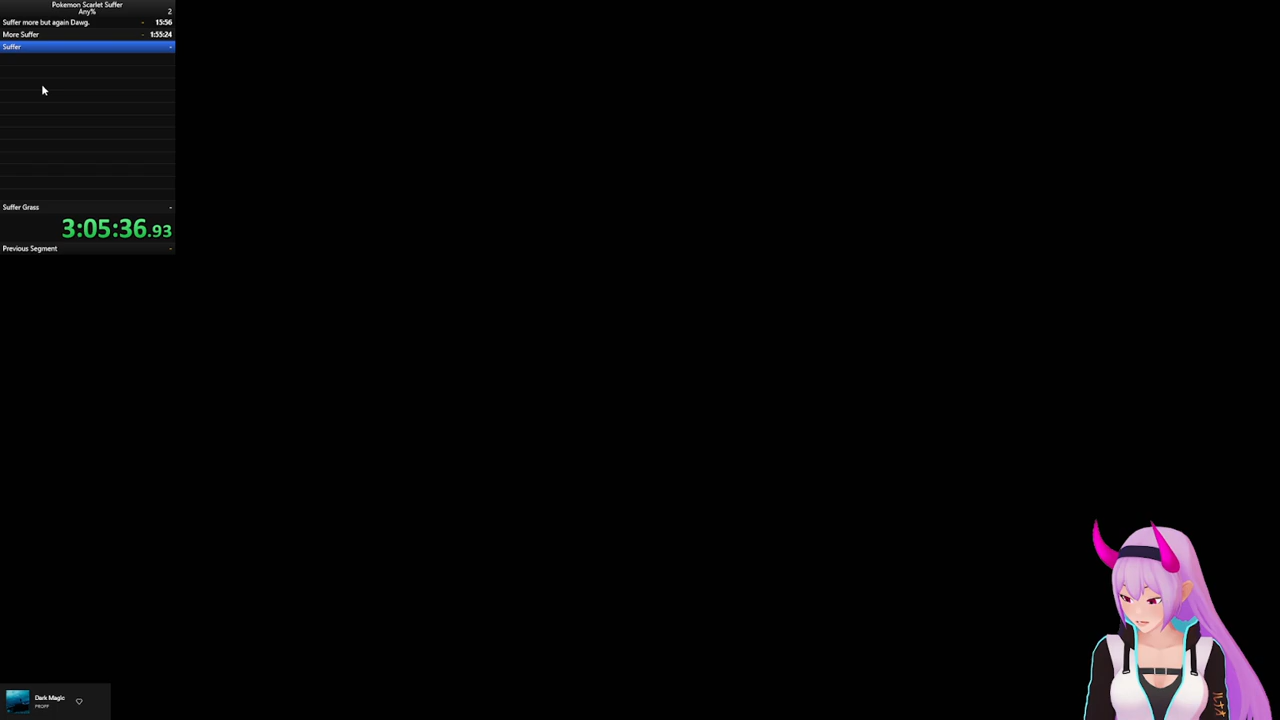 Pokemon Scarlet Suffer
Any%
2
Suffer more but again Dawg. - 15:56
More Suffer - 1:55:24
Suffer -
Suffer Grass -
3:05:36.93
Previous Segment -
Dark Magic
PROFF